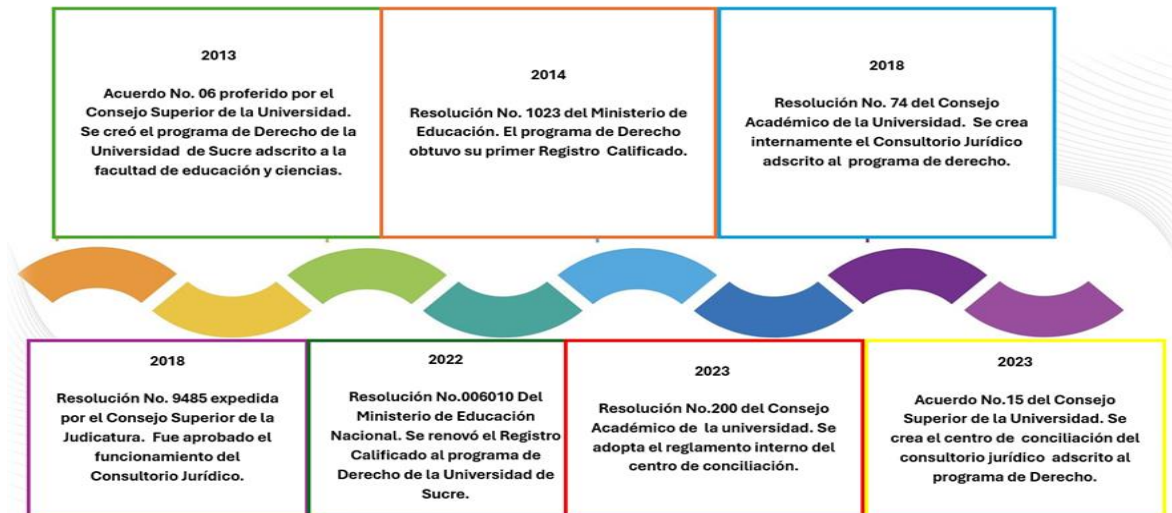 2013
Acuerdo No. 06 proferido por el
Consejo Superior de la Universidad.
Se creó el programa de Derecho de la
Universidad de Sucre adscrito a la
facultad de educación y ciencias.
2014
Resolución No. 1023 del Ministerio de
Educación. El programa de Derecho
obtuvo su primer Registro Calificado.
2018
Resolución No. 74 del Consejo
Académico de la Universidad. Se crea
internamente el Consultorio Jurídico
adscrito al programa de derecho.
2018
Resolución No. 9485 expedida
por el Consejo Superior de la
Judicatura. Fue aprobado el
funcionamiento del
Consultorio Jurídico.
2022
Resolución No.006010 Del
Ministerio de Educación
Nacional. Se renovó el Registro
Calificado al programa de
Derecho de la Universidad de
Sucre.
2023
Resolución No.200 del Consejo
Académico de la universidad. Se
adopta el reglamento interno del
centro de conciliación.
2023
Acuerdo No.15 del Consejo
Superior de la Universidad. Se
crea el centro de conciliación del
consultorio jurídico adscrito al
programa de Derecho.